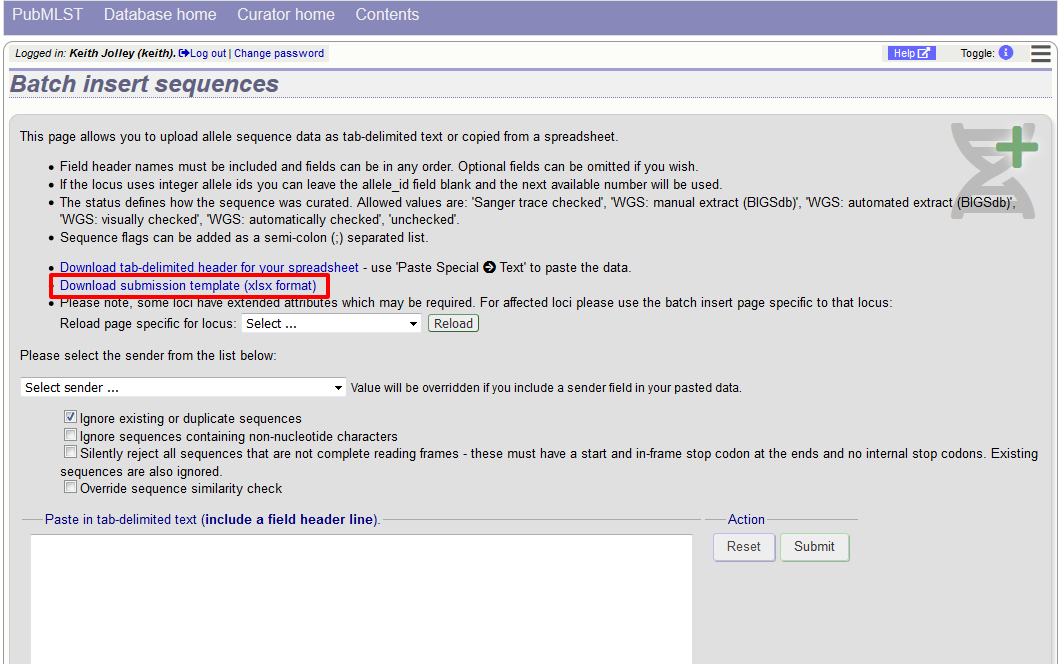 PubMLST Database home Curator home Contents
Logged in: Keith Jolley (keith). Log out | Change password Help Toggle: i
Batch insert sequences
This page allows you to upload allele sequence data as tab-delimited text or copied from a spreadsheet.
• Field header names must be included and fields can be in any order. Optional fields can be omitted if you wish.
• If the locus uses integer allele ids you can leave the allele_id field blank and the next available number will be used.
• The status defines how the sequence was curated. Allowed values are: 'Sanger trace checked', 'WGS: manual extract (BIGSdb)', 'WGS: automated extract (BIGSdb)',
'WGS: visually checked', 'WGS: automatically checked', 'unchecked'.
• Sequence flags can be added as a semi-colon (;) separated list.
• Download tab-delimited header for your spreadsheet - use 'Paste Special ➔ Text' to paste the data.
• Download submission template (xlsx format)
• Please note, some loci have extended attributes which may be required. For affected loci please use the batch insert page specific to that locus:
Reload page specific for locus: Select ... Reload
Please select the sender from the list below:
Select sender ... Value will be overridden if you include a sender field in your pasted data.
Ignore existing or duplicate sequences
Ignore sequences containing non-nucleotide characters
Silently reject all sequences that are not complete reading frames - these must have a start and in-frame stop codon at the ends and no internal stop codons. Existing
sequences are also ignored.
Override sequence similarity check
Paste in tab-delimited text (include a field header line). Action
Reset Submit